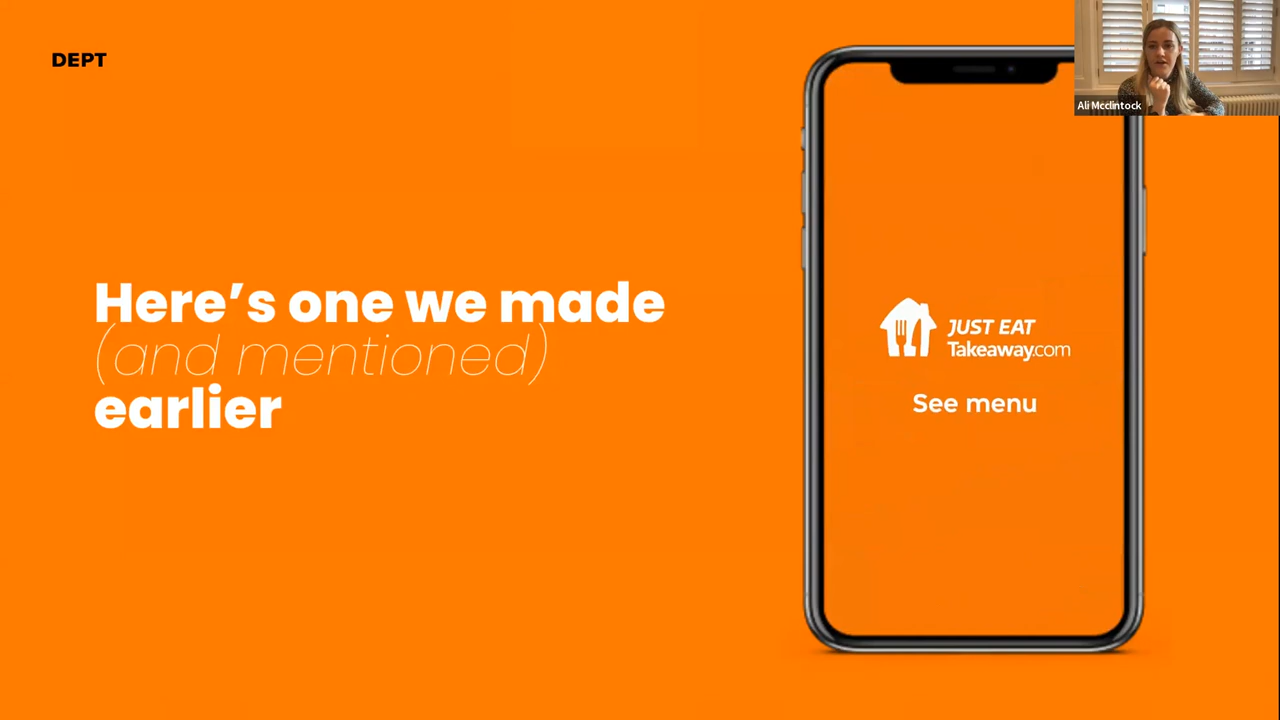 DEPT
Ali Mcclintock
Here’s one we made
(and mentioned)
earlier
JUST EAT
Takeaway.com
See menu